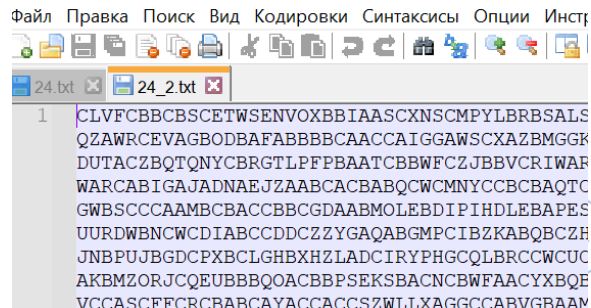 Файл Правка Поиск Вид Кодировки Синтаксисы Опции
24.txt 24_2.txt
1 CLVFCBBCBSCETWSENVOXBBIAASCXNSCMPYLBRBSALS
QZAWRCEVAGBODBAFABBBBCAACCAIGGAWSCXAZBMGGK
DUTACZBQTQNYCBRGTLPFPBAATCBBWFCZJBBVCRIWAR
WARCABIGAJADNAEJZAABCACBABQCWCMNYCCBCBAQTC
GWBSCCCAAMBCBACCBBCGDAABMOLEBDIPIHDLEBAPES
UURDWBNCWCDIABCCDDCZZYGAQABGMPCIBZKABQBCZH
JNBPUJBGDCPXBCLGHBXHZLADCIRYPHGCQLBRCCWCUC
AKBMZORJCQEUBBBQOACBBPSEKSBACNCBWFAACYXBQB